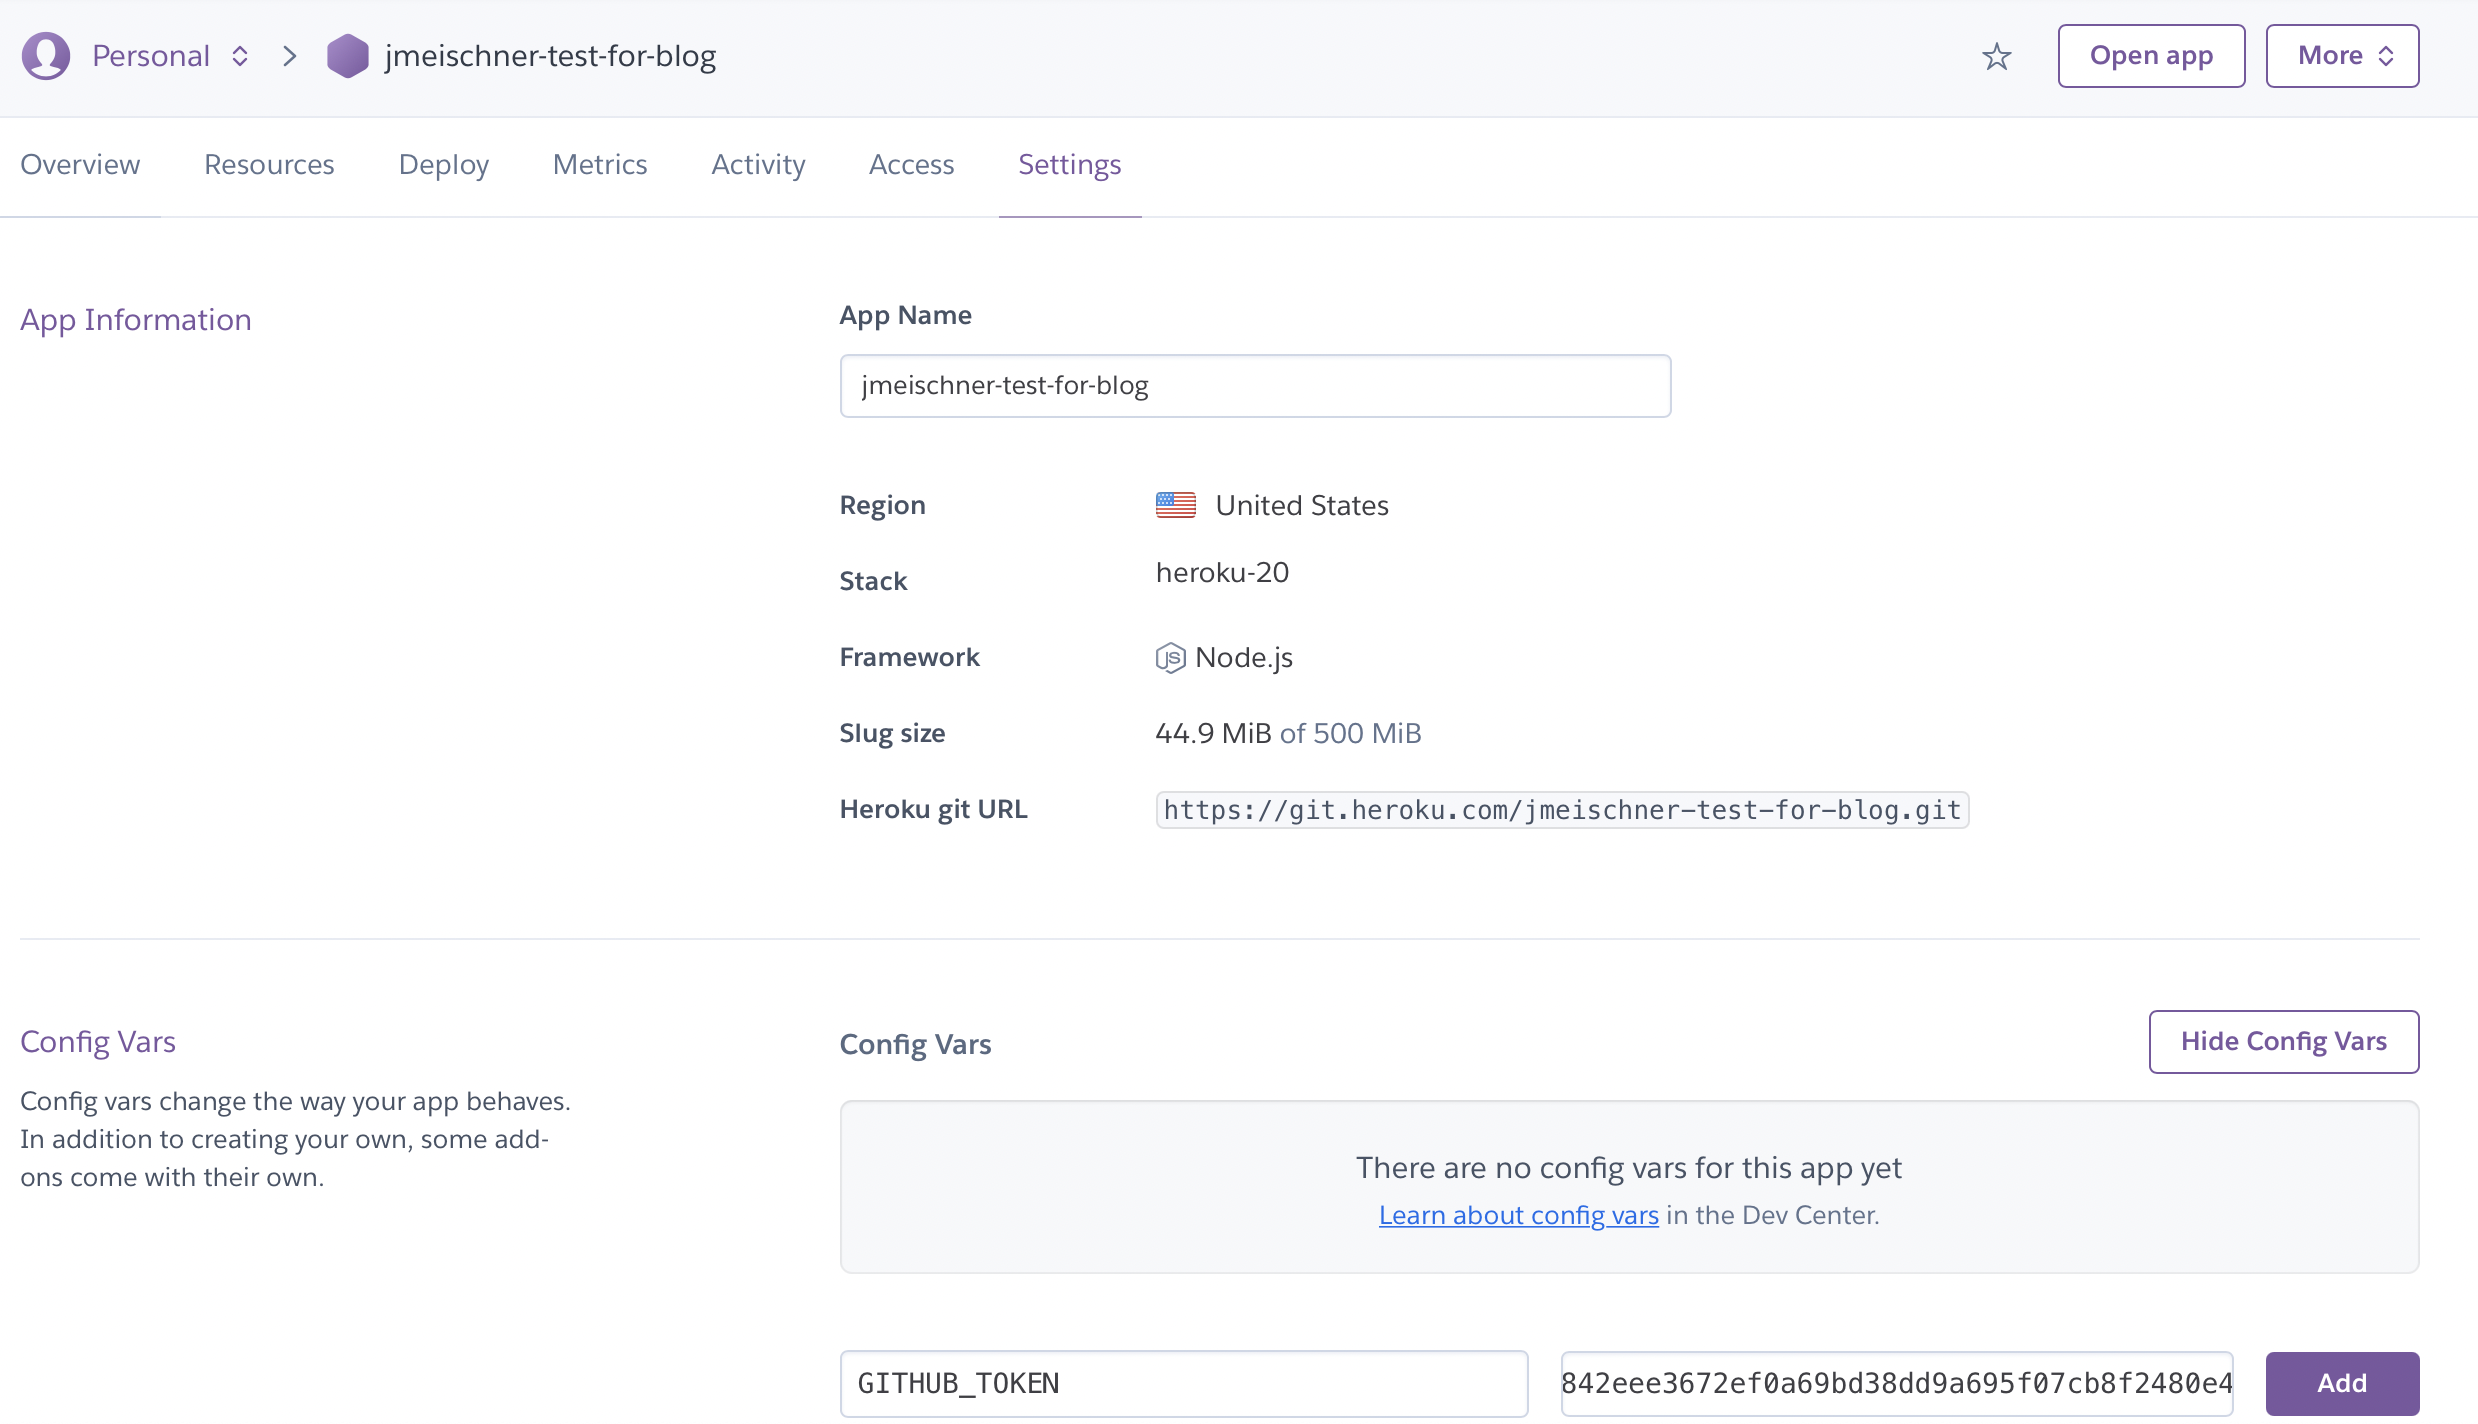 Personal
jmeischner-test-for-blog
Open app
More
Overview
Resources
Deploy
Metrics
Activity
Access
Settings
App Information
App Name
jmeischner-test-for-blog
Region
United States
Stack
heroku-20
Framework
Node.js
Slug size
44.9 MiB of 500 MiB
Heroku git URL
https://git.heroku.com/jmeischner-test-for-blog.git
Config Vars
Config vars change the way your app behaves.
In addition to creating your own, some add-
ons come with their own.
Config Vars
Hide Config Vars
There are no config vars for this app yet
Learn about config vars in the Dev Center.
GITHUB_TOKEN
842eee3672ef0a69bd38dd9a695f07cb8f2480e4
Add